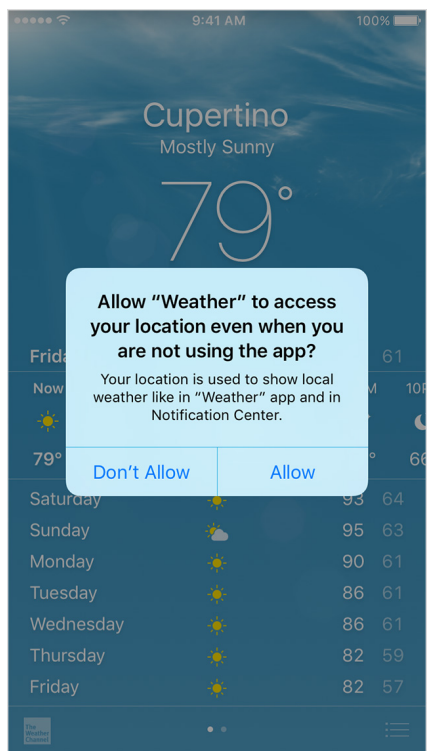 9:41 AM 100%
Cupertino
Mostly Sunny
79°
Allow “Weather” to access
your location even when you
are not using the app?
Your location is used to show local
weather like in “Weather” app and in
Notification Center.
Don’t Allow Allow
61
Now
79°
Saturday 93 64
Sunday 95 63
Monday 90 61
Tuesday 86 61
Wednesday 86 61
Thursday 82 59
Friday 82 57
The
Weather
Channel